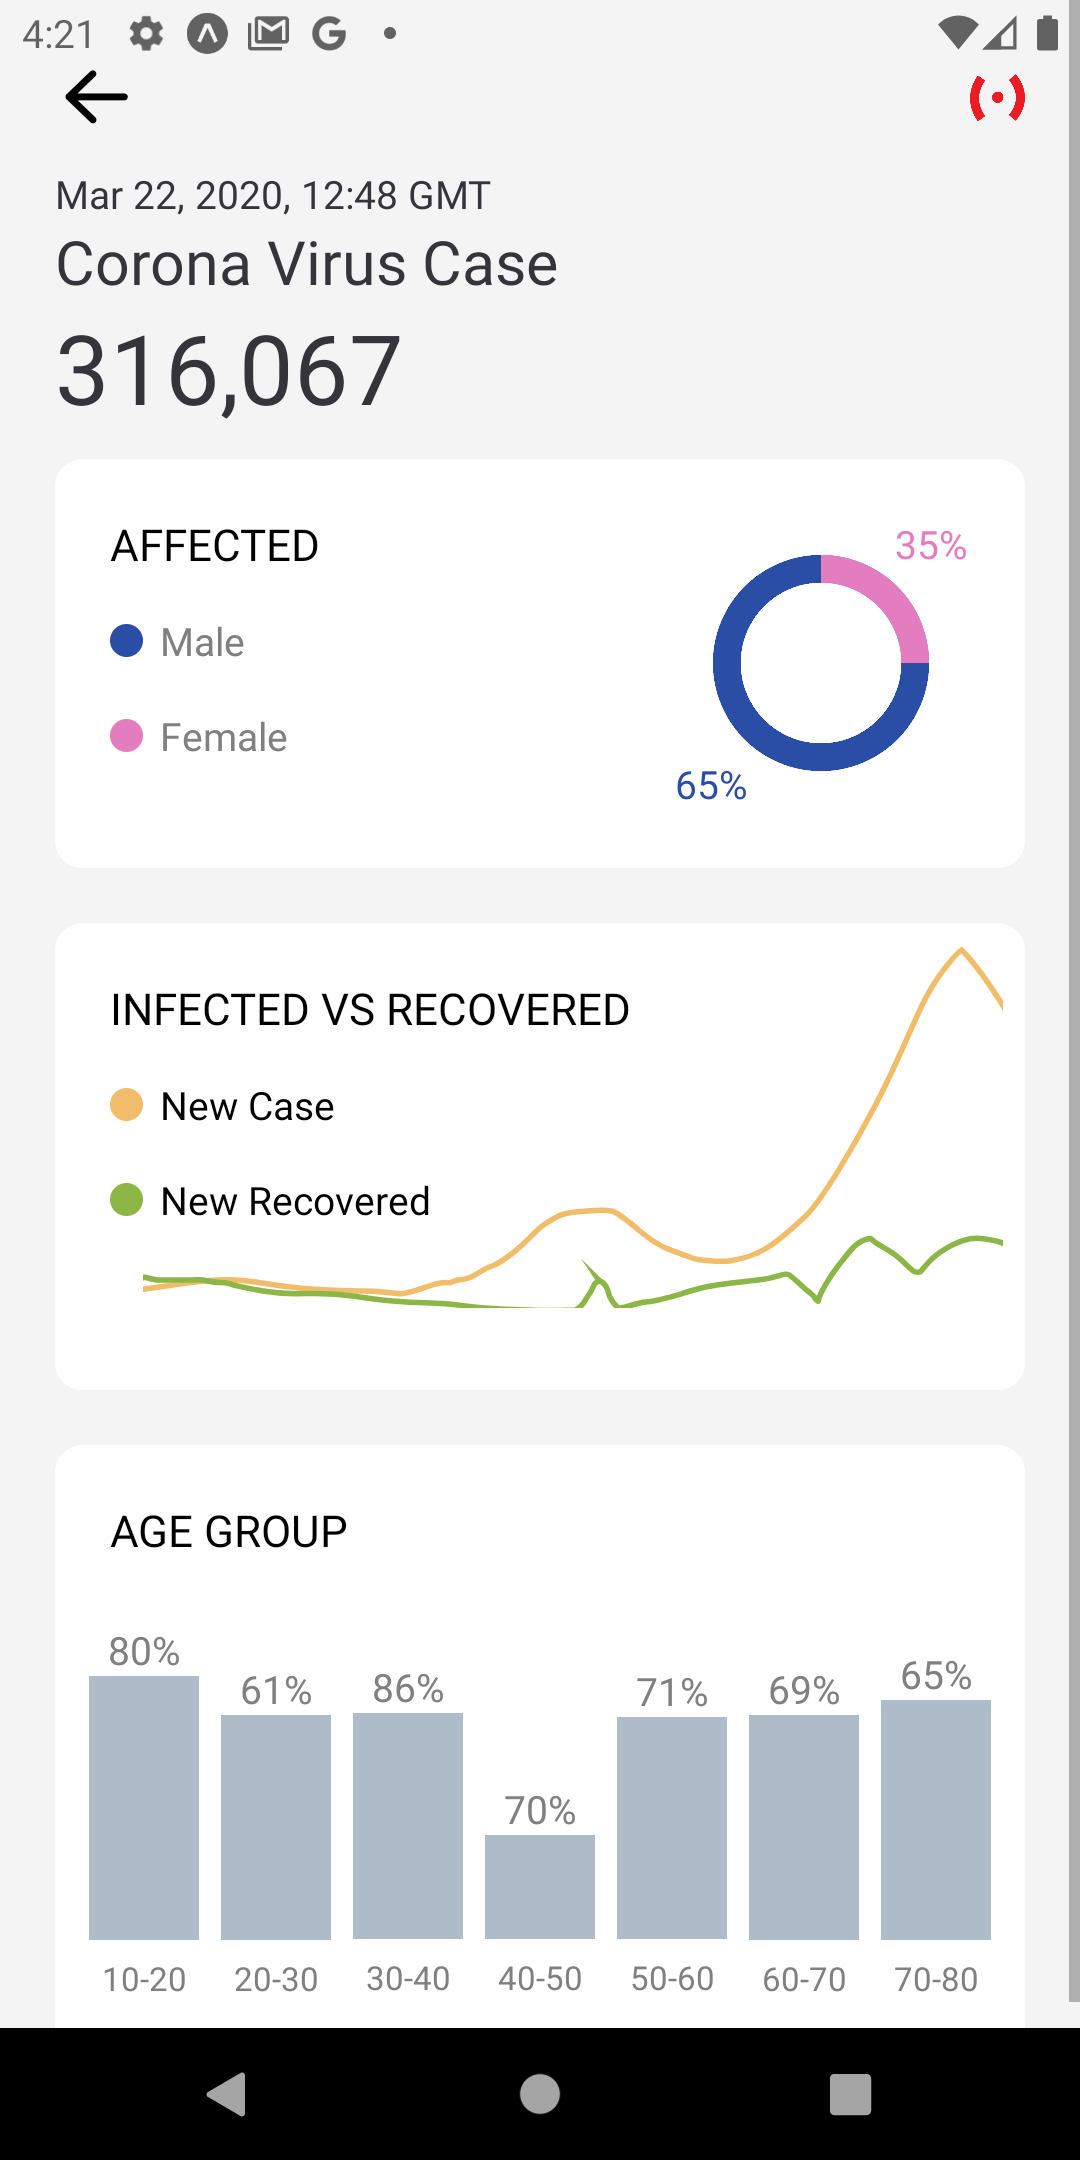 4:21
Mar 22, 2020, 12:48 GMT
Corona Virus Case
316,067
AFFECTED
35%
Male
Female
65%
INFECTED VS RECOVERED
New Case
New Recovered
AGE GROUP
80% 61% 86% 70% 71% 69% 65%
10-20 20-30 30-40 40-50 50-60 60-70 70-80